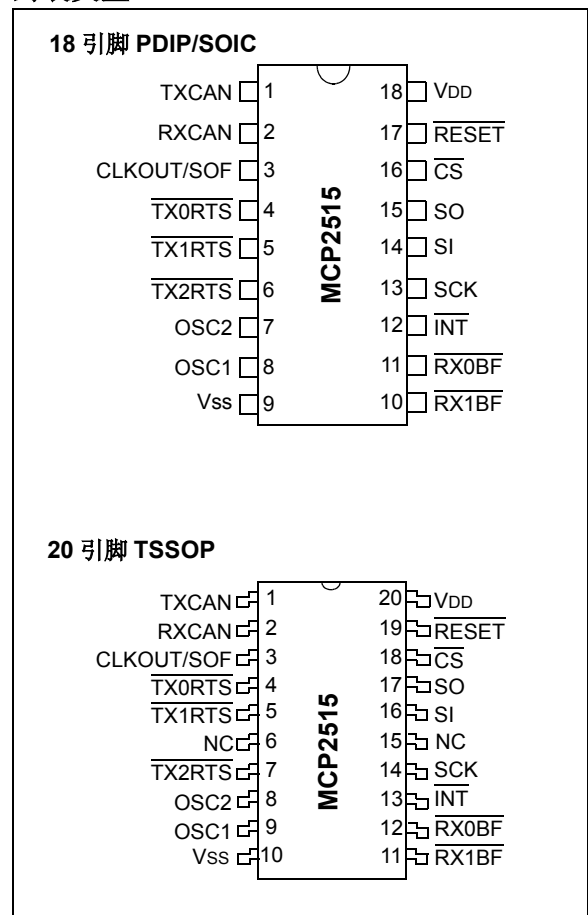 18 引脚 PDIP/SOIC
TXCAN 1 18 VDD
RXCAN 2 17 RESET
CLKOUT/SOF 3 16 CS
TX0RTS 4 15 SO
TX1RTS 5 14 SI
TX2RTS 6 13 SCK
OSC2 7 12 INT
OSC1 8 11 RX0BF
Vss 9 10 RX1BF
MCP2515
20 引脚 TSSOP
TXCAN 1 20 VDD
RXCAN 2 19 RESET
CLKOUT/SOF 3 18 CS
TX0RTS 4 17 SO
TX1RTS 5 16 SI
NC 6 15 NC
TX2RTS 7 14 SCK
OSC2 8 13 INT
OSC1 9 12 RX0BF
Vss 10 11 RX1BF
MCP2515